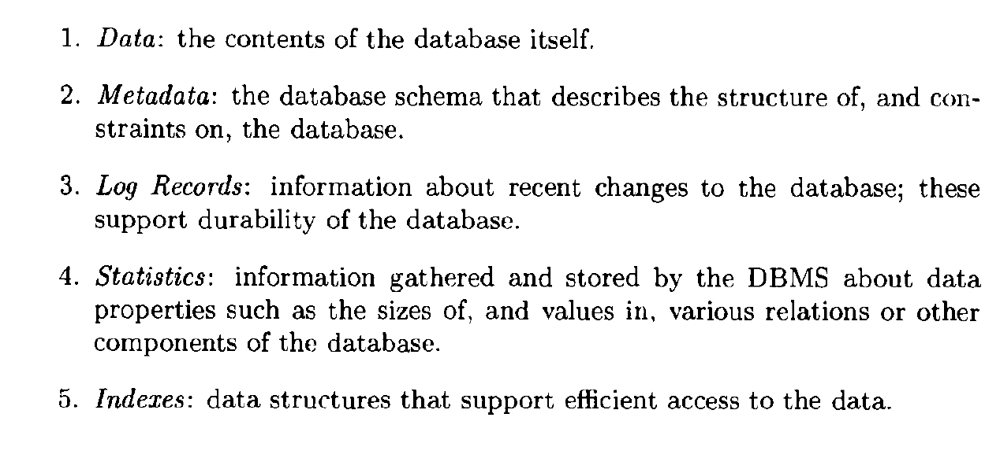 1. Data: the contents of the database itself.
2. Metadata: the database schema that describes the structure of, and con-
straints on, the database.
3. Log Records: information about recent changes to the database; these
support durability of the database.
4. Statistics: information gathered and stored by the DBMS about data
properties such as the sizes of, and values in, various relations or other
components of the database.
5. Indexes: data structures that support efficient access to the data.